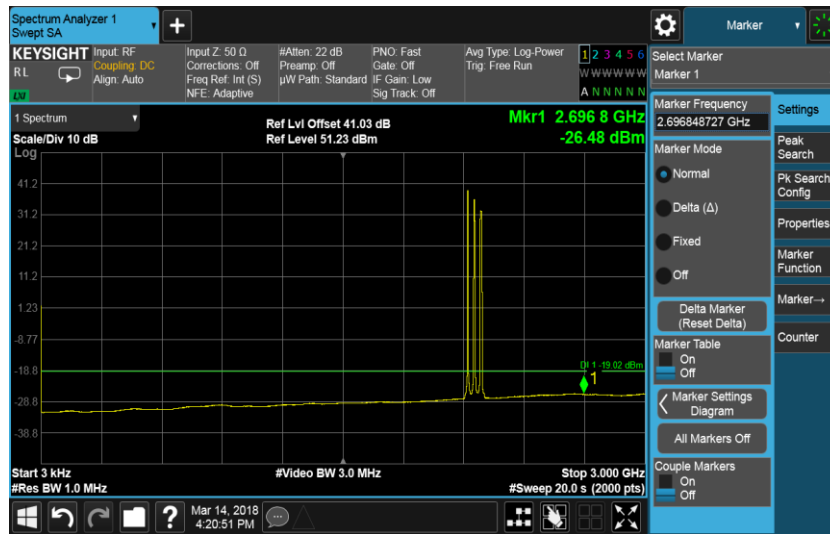 Spectrum Analyzer 1
Swept SA
Marker
KEYSIGHT
RL
LXI
Input: RF
Coupling: DC
Align: Auto
Input Z: 50 Ω
Corrections: Off
Freq Ref: Int (S)
NFE: Adaptive
#Atten: 22 dB
Preamp: Off
µW Path: Standard
PNO: Fast
Gate: Off
IF Gain: Low
Sig Track: Off
Avg Type: Log-Power
Trig: Free Run
1 2 3 4 5 6
W W W W W W
A N N N N N
Select Marker
Marker 1
1 Spectrum
Scale/Div 10 dB
Log
Ref Lvl Offset 41.03 dB
Ref Level 51.23 dBm
Mkr1 2.696 8 GHz
-26.48 dBm
41.2
31.2
21.2
11.2
1.23
-8.77
-18.8
-28.8
-38.8
DI 1 -19.02 dBm
1
Start 3 kHz
#Res BW 1.0 MHz
#Video BW 3.0 MHz
Stop 3.000 GHz
#Sweep 20.0 s (2000 pts)
Marker Frequency
2.696848727 GHz
Marker Mode
Normal
Delta (Δ)
Fixed
Off
Delta Marker
(Reset Delta)
Marker Table
On
Off
Marker Settings
Diagram
All Markers Off
Couple Markers
On
Off
Settings
Peak
Search
Pk Search
Config
Properties
Marker
Function
Marker→
Counter
?
Mar 14, 2018
4:20:51 PM